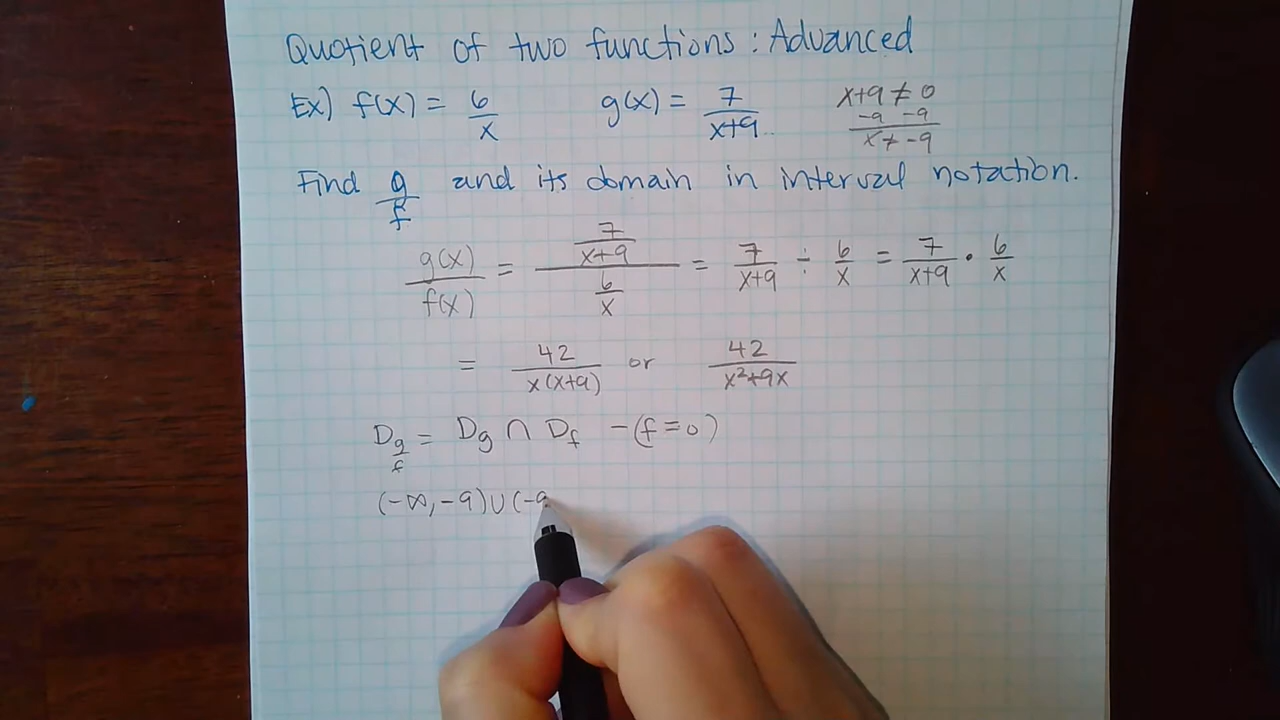 Quotient of two functions: Advanced
Ex) f(x) = 6/x g(x) = 7/(x+9) x+9 ≠ 0
-9 -9
x ≠ -9
Find g/f and its domain in interval notation.
g(x)/f(x) = (7/(x+9))/(6/x) = 7/(x+9) ÷ 6/x = 7/(x+9) · 6/x
= 42/(x(x+9)) or 42/(x²+9x)
D g/f = Dg ∩ Df -(f=0)
(-∞,-9)∪(-9